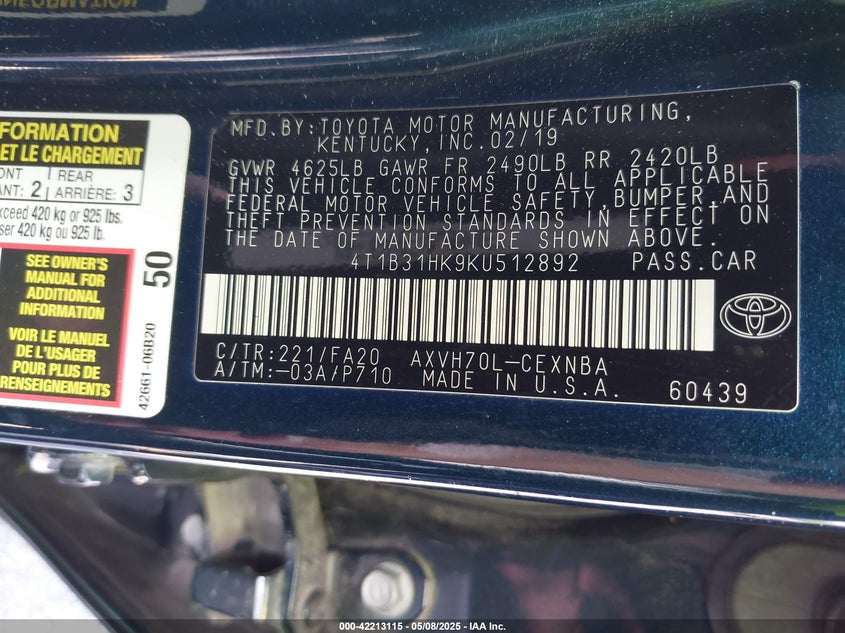 FORMATION
ET LE CHARGEMENT
REAR
ANT: 2 ARRIÈRE: 3
exceed 420 kg or 925 lbs.
ser 420 kg ou 925 lb.
SEE OWNER'S
MANUAL FOR
ADDITIONAL
INFORMATION
VOIR LE MANUEL
DE L'USAGER
POUR PLUS DE
RENSEIGNEMENTS
50
42661-06B20
MFD.BY:TOYOTA MOTOR MANUFACTURING,
KENTUCKY,INC.02/19
GVWR 4625LB GAWR FR 2490LB RR 2420LB
THIS VEHICLE CONFORMS TO ALL APPLICABLE
FEDERAL MOTOR VEHICLE SAFETY,BUMPER,AND
THEFT PREVENTION STANDARDS IN EFFECT ON
THE DATE OF MANUFACTURE SHOWN ABOVE.
4T1B31HK9KU512892 PASS.CAR
C/TR:221/FA20 AXVH70L-CEXNBA
A/TM:-03A/P710 MADE IN U.S.A. 60439
000-42213115 - 05/08/2025 - IAA Inc.